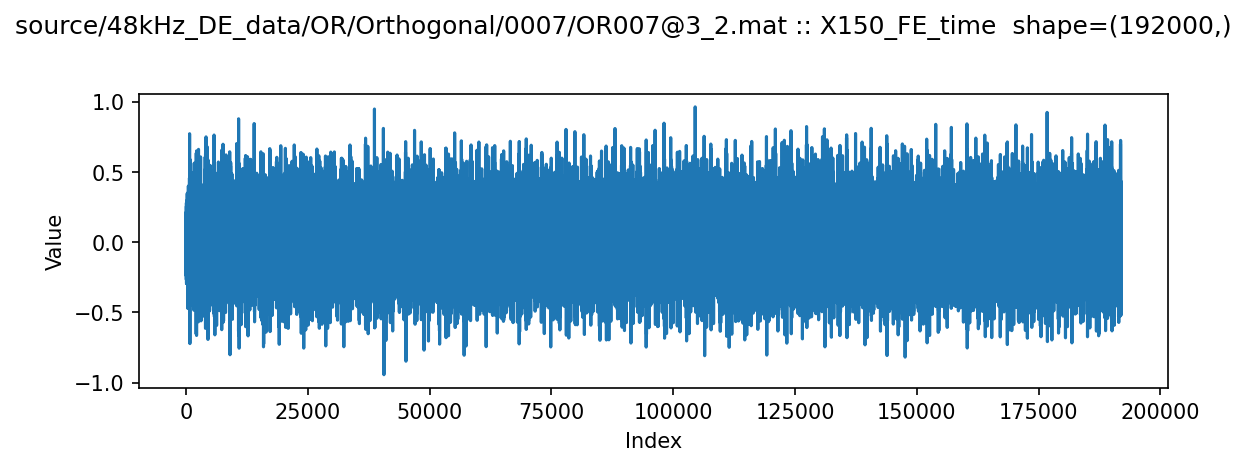 source/48kHz_DE_data/OR/Orthogonal/0007/OR007@3_2.mat :: X150_FE_time  shape=(192000,)
1.0
0.5
0.0
−0.5
−1.0
Value
0 25000 50000 75000 100000 125000 150000 175000 200000
Index